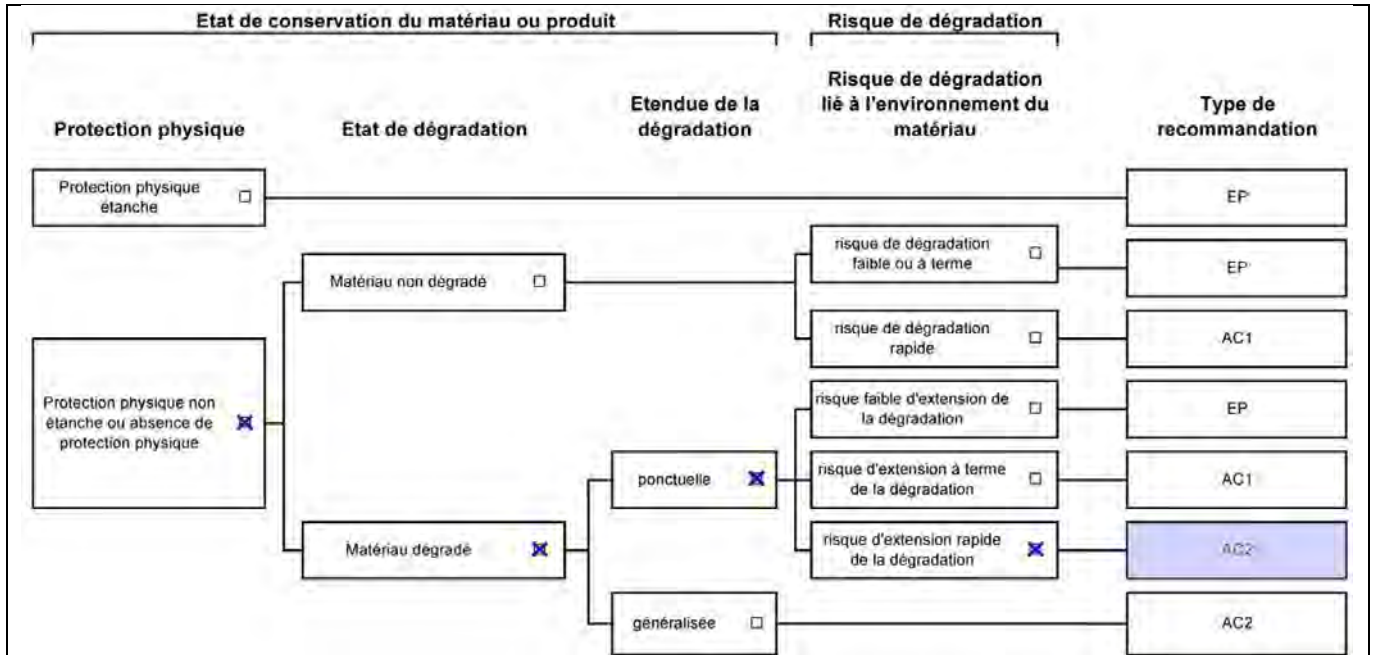 Etat de conservation du matériau ou produit
Risque de dégradation
Protection physique
Etat de dégradation
Etendue de la
dégradation
Risque de dégradation
lié à l'environnement du
matériau
Type de
recommandation
Protection physique
étanche
EP
risque de dégradation
faible ou à terme
EP
Matériau non dégradé
risque de dégradation
rapide
AC1
Protection physique non
étanche ou absence de
protection physique
risque faible d'extension de
la dégradation
EP
ponctuelle
risque d'extension à terme
de la dégradation
AC1
Matériau dégradé
risque d'extension rapide
de la dégradation
AC2
généralisée
AC2